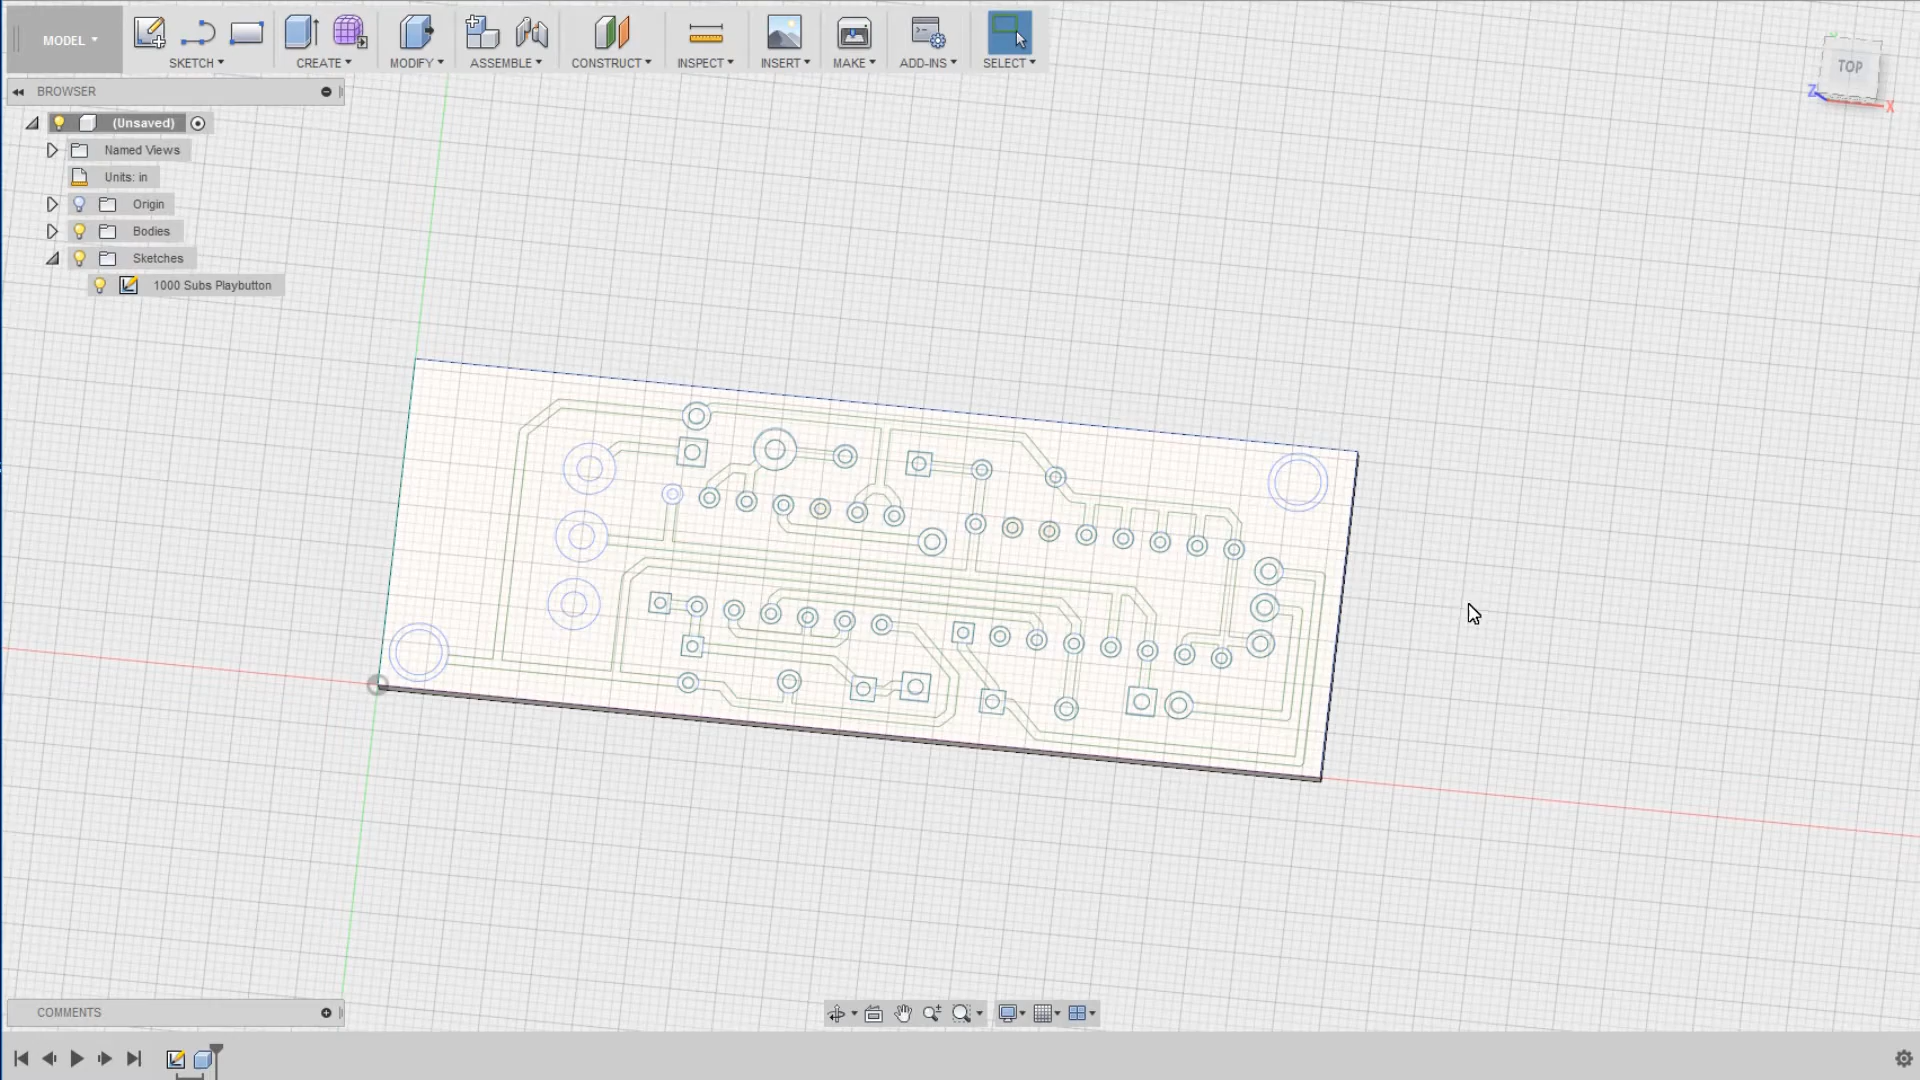 MODEL
SKETCH
CREATE
MODIFY
ASSEMBLE
CONSTRUCT
INSPECT
INSERT
MAKE
ADD-INS
SELECT
TOP
Z
X
BROWSER
(Unsaved)
Named Views
Units: in
Origin
Bodies
Sketches
1000 Subs Playbutton
COMMENTS